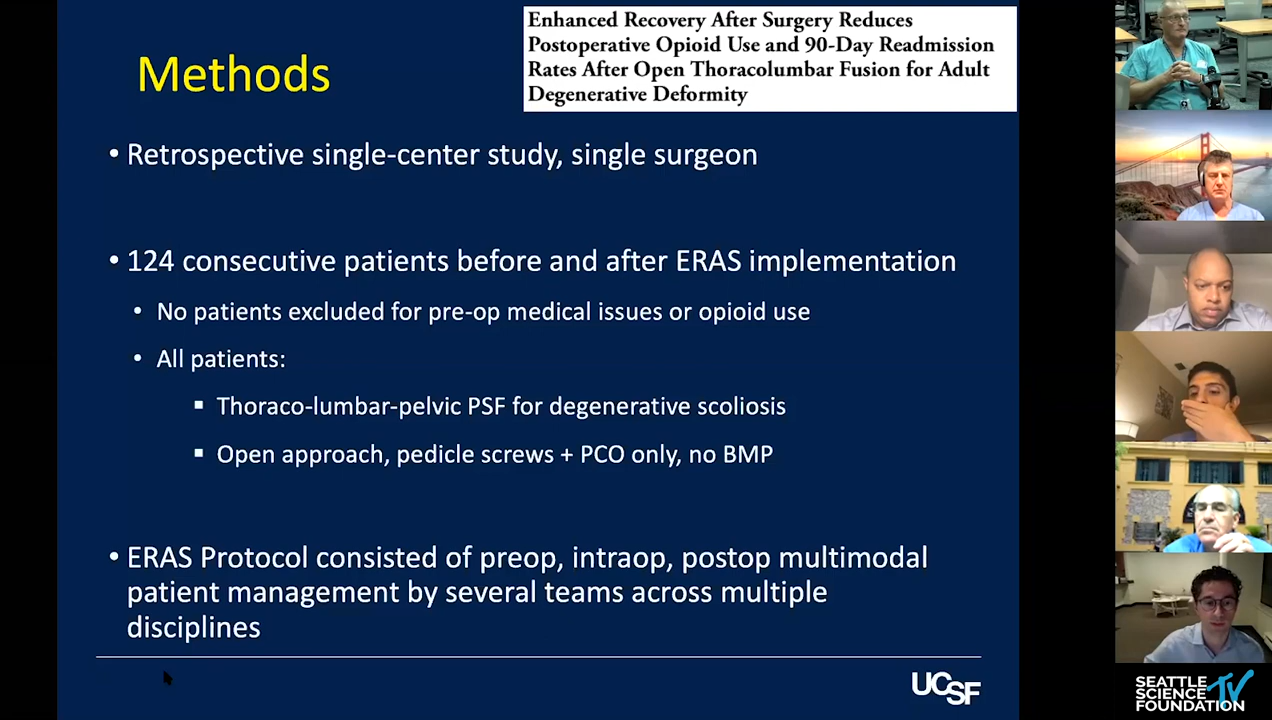 Methods
Enhanced Recovery After Surgery Reduces
Postoperative Opioid Use and 90-Day Readmission
Rates After Open Thoracolumbar Fusion for Adult
Degenerative Deformity
• Retrospective single-center study, single surgeon
• 124 consecutive patients before and after ERAS implementation
• No patients excluded for pre-op medical issues or opioid use
• All patients:
▪ Thoraco-lumbar-pelvic PSF for degenerative scoliosis
▪ Open approach, pedicle screws + PCO only, no BMP
• ERAS Protocol consisted of preop, intraop, postop multimodal
patient management by several teams across multiple
disciplines
UCSF
SEATTLE
SCIENCE
FOUNDATION
TV